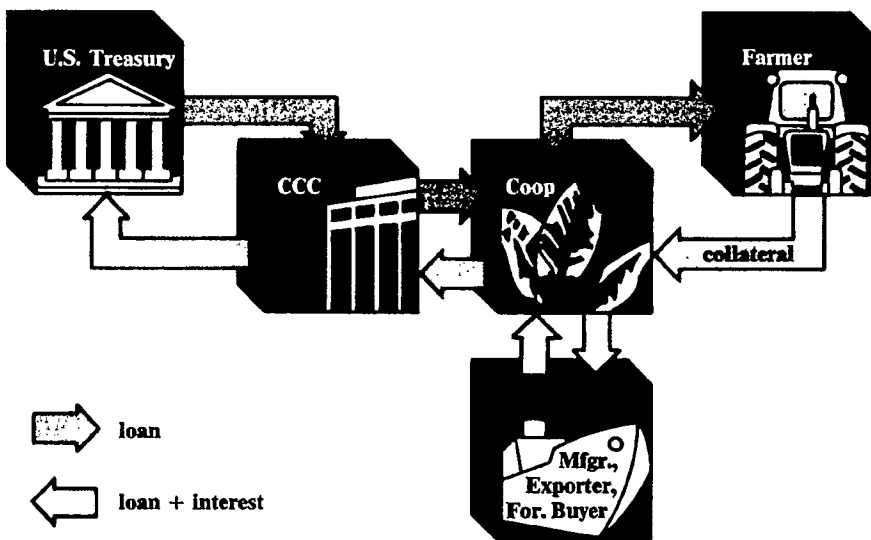 U.S. Treasury
Farmer
CCC
Coop
collateral
Mfgr.,
Exporter,
For. Buyer
loan
loan + interest